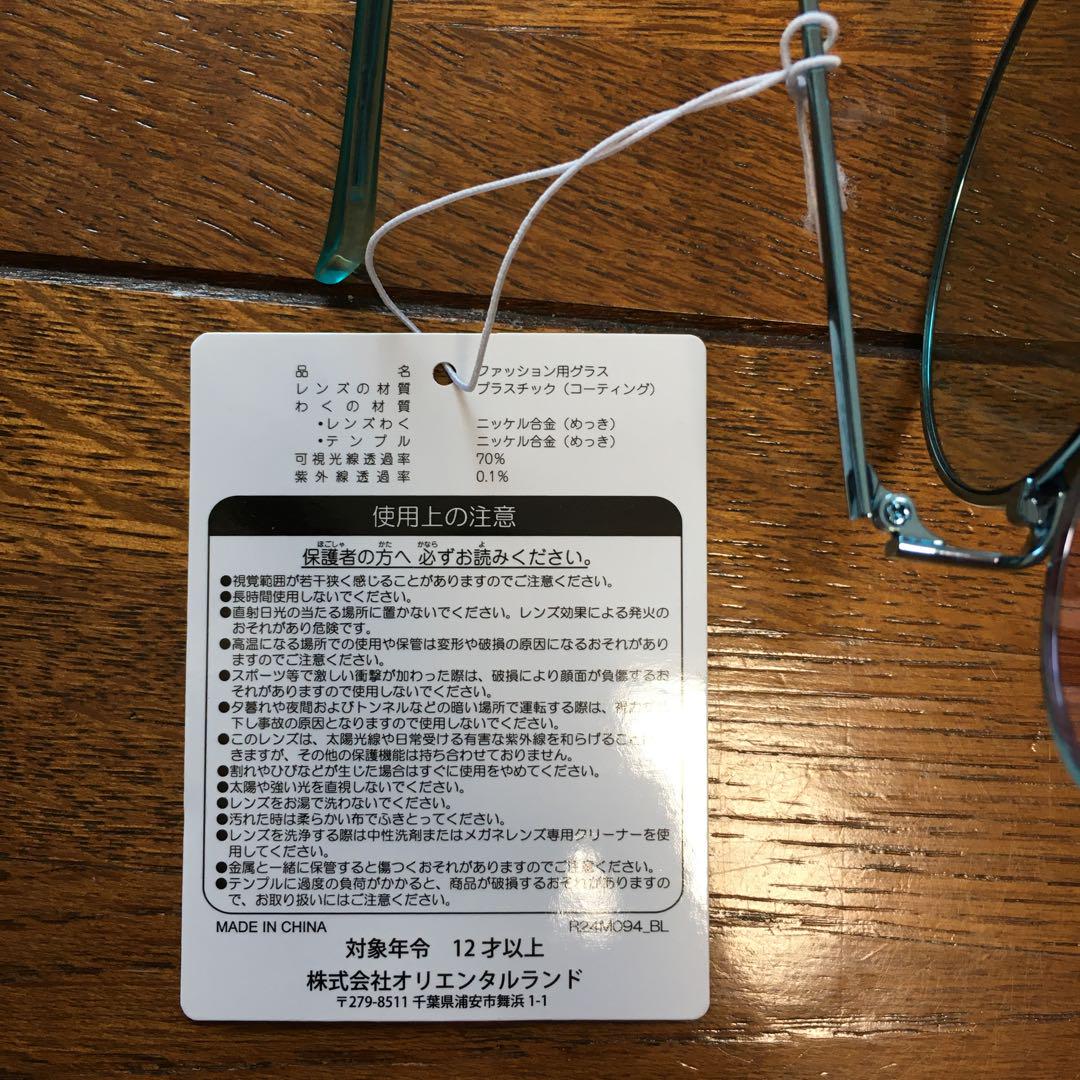 品名 ファッション用グラス
レンズの材質 プラスチック（コーティング）
わくの材質
•レンズわく ニッケル合金（めっき）
•テンプル ニッケル合金（めっき）
可視光線透過率 70%
紫外線透過率 0.1%
使用上の注意
ほごしゃ かた かなら よ
保護者の方へ 必ずお読みください。
●視覚範囲が若干狭く感じることがありますのでご注意ください。
●長時間使用しないでください。
●直射日光の当たる場所に置かないでください。レンズ効果による発火の
おそれがあり危険です。
●高温になる場所での使用や保管は変形や破損の原因になるおそれがあり
ますのでご注意ください。
●スポーツ等で激しい衝撃が加わった際は、破損により顔面が負傷するお
それがありますので使用しないでください。
●夕暮れや夜間およびトンネルなどの暗い場所で運転する際は、視力
下し事故の原因となりますので使用しないでください。
●このレンズは、太陽光線や日常受ける有害な紫外線を和らげること
きますが、その他の保護機能は持ち合わせておりません。
●割れやひびなどが生じた場合はすぐに使用をやめてください。
●太陽や強い光を直視しないでください。
●レンズをお湯で洗わないでください。
●汚れた時は柔らかい布でふきとってください。
●レンズを洗浄する際は中性洗剤またはメガネレンズ専用クリーナーを使
用してください。
●金属と一緒に保管すると傷つくおそれがありますのでご注意ください。
●テンプルに過度の負荷がかかると、商品が破損するおそれがありますの
で、お取り扱いにはご注意ください。
MADE IN CHINA R24M094_BL
対象年令 12才以上
株式会社オリエンタルランド
〒279-8511 千葉県浦安市舞浜 1-1